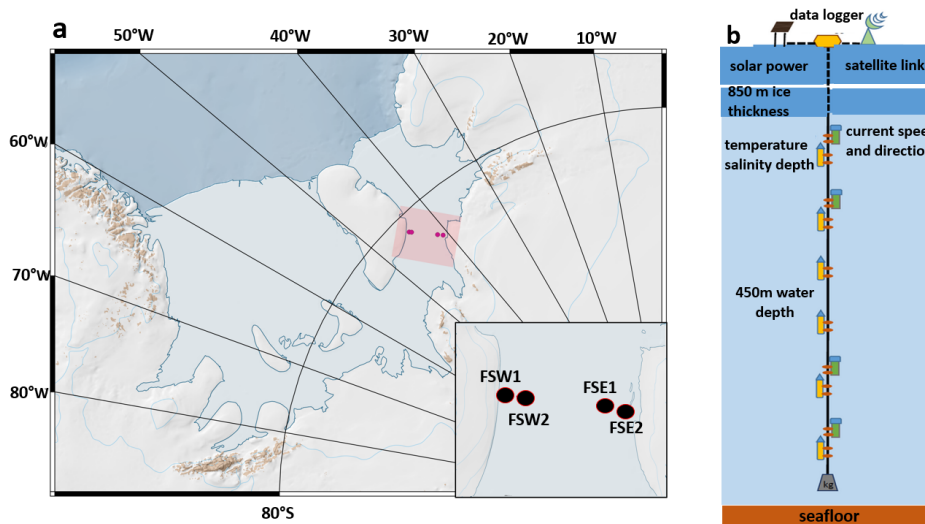 a
50°W
40°W
30°W
20°W
10°W
60°W
70°W
80°W
80°S
FSW1
FSW2
FSE1
FSE2
b
data logger
solar power
satellite link
850 m ice
thickness
temperature
salinity depth
current spee
and direction
450m water
depth
kg
seafloor